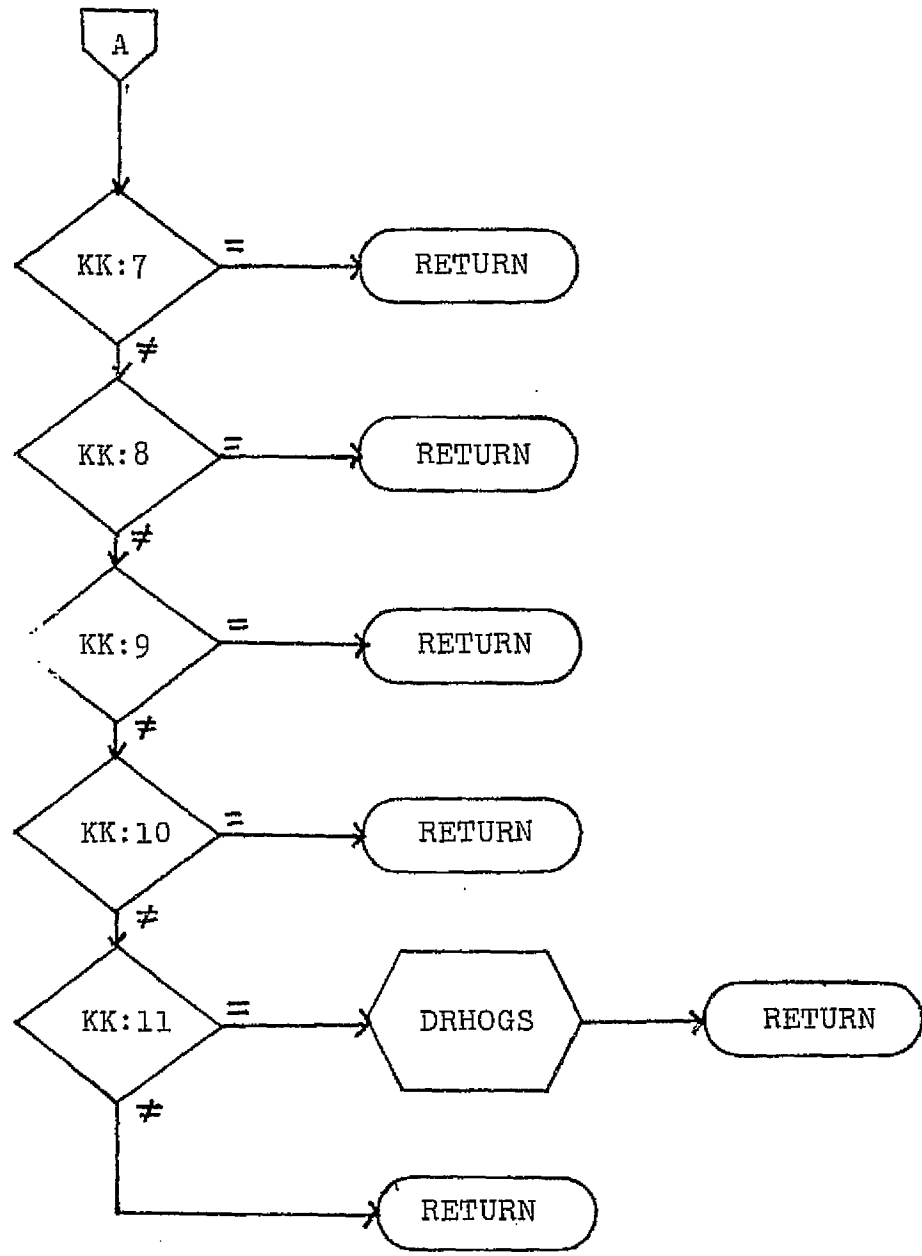 A
KK:7 = RETURN
≠
KK:8 = RETURN
≠
KK:9 = RETURN
≠
KK:10 = RETURN
≠
KK:11 = DRHOGS RETURN
≠
RETURN